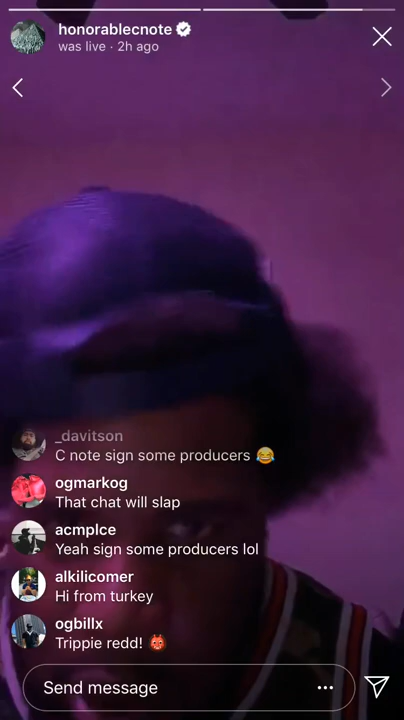 honorablecnote
was live · 2h ago
_davitson
C note sign some producers 😂
ogmarkog
That chat will slap
acmplce
Yeah sign some producers lol
alkilicomer
Hi from turkey
ogbillx
Trippie redd! 👹
Send message